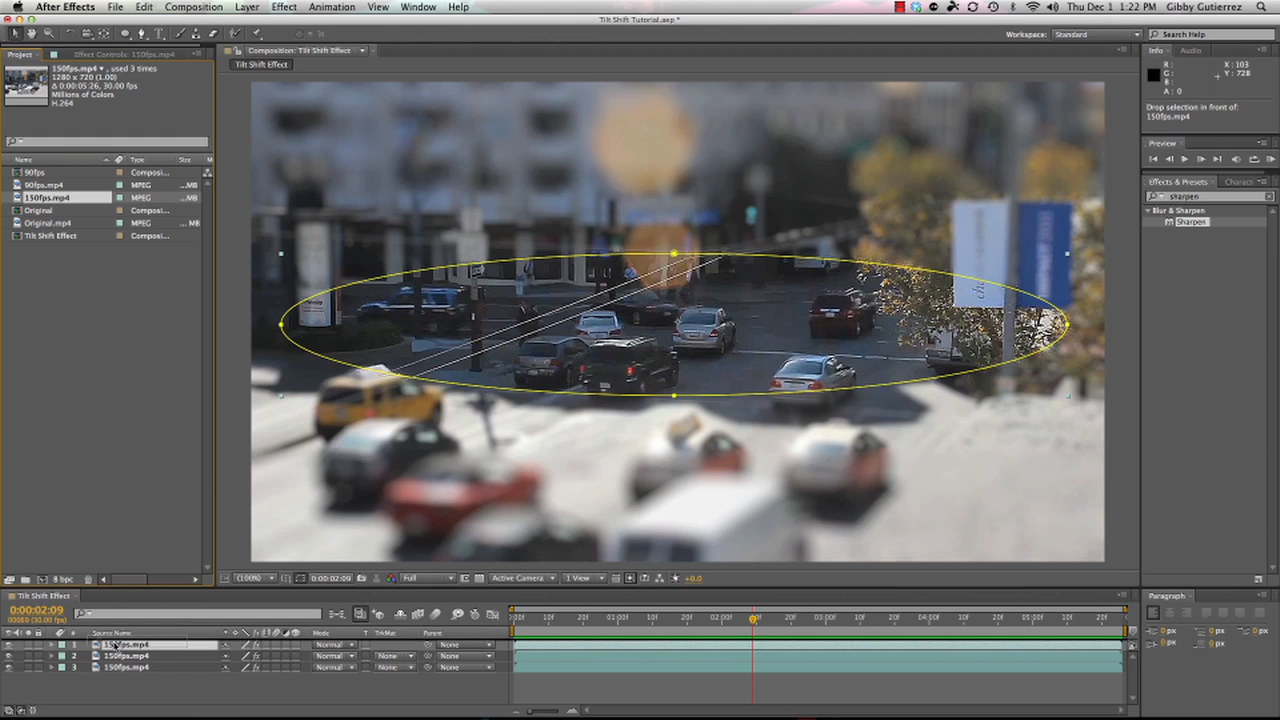 After Effects File Edit Composition Layer Effect Animation View Window Help Thu Dec 1 1:22 PM Gibby Gutierrez
Tilt Shift Tutorial.aep *
Workspace: Standard Search Help
Project Effect Controls: 150fps.mp4 Composition: Tilt Shift Effect Info Audio
Tilt Shift Effect
150fps.mp4 , used 3 times
1280 x 720 (1.00)
Δ 0:00:05:26, 30.00 fps
Millions of Colors
H.264
R : X : 103
G : Y : 728
B :
A : 0
Drop selection in front of:
150fps.mp4
Preview
Effects & Presets Charact
sharpen
Blur & Sharpen
Sharpen
Name Type Size
90fps Composi...
90fps.mp4 MPEG ...MB
150fps.mp4 MPEG ...MB
Original Composi...
Original.mp4 MPEG ... MB
Tilt Shift Effect Composi...
8 bpc
(100%) 0:00:02:09 Full Active Camera 1 View +0.0
Tilt Shift Effect
0:00:02:09
00069 (30.00 fps)
# Source Name Mode T TrkMat Parent
1 150fps.mp4 Normal None
2 150fps.mp4 Normal None None
3 150fps.mp4 Normal None None
10f 20f 01:00f 10f 20f 02:00f 10f 20f 03:00f 10f 20f 04:00f 10f 20f 05:00f 10f 20f
Paragraph
0 px 0 px 0 px
0 px 0 px